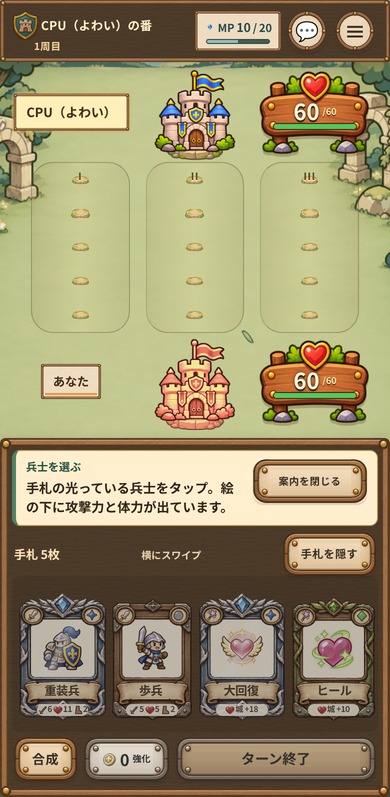 CPU（よわい）の番
1周目
MP 10 / 20
CPU（よわい）
60 /60
I
II
III
あなた
60 /60
兵士を選ぶ
手札の光っている兵士をタップ。絵
の下に攻撃力と体力が出ています。
案内を閉じる
手札 5枚
横にスワイプ
手札を隠す
重装兵
6 11 2
歩兵
5 5 2
大回復
城 +18
ヒール
城 +10
合成
0 強化
ターン終了